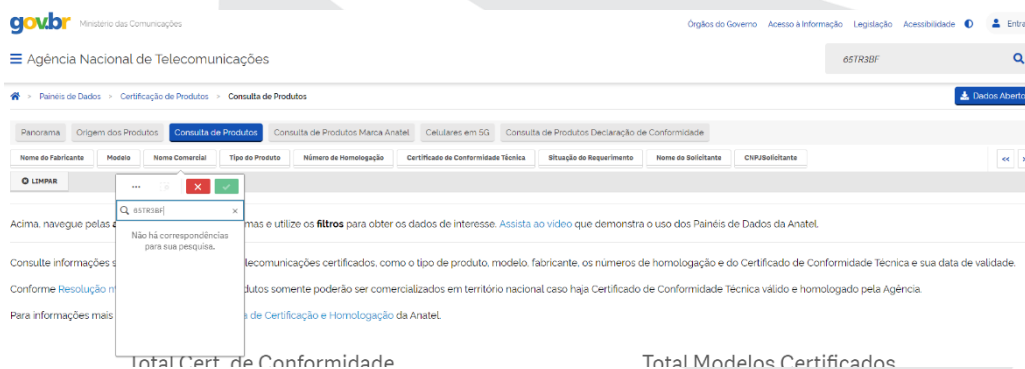 gov.br Ministério das Comunicações Órgãos do Governo Acesso à Informação Legislação Acessibilidade Entra
Agência Nacional de Telecomunicações 65TR3BF
> Painéis de Dados > Certificação de Produtos > Consulta de Produtos Dados Aberto
Panorama Origem dos Produtos Consulta de Produtos Consulta de Produtos Marca Anatel Celulares em 5G Consulta de Produtos Declaração de Conformidade
Nome do Fabricante Modelo Nome Comercial Tipo do Produto Número de Homologação Certificado de Conformidade Técnica Situação do Requerimento Nome do Solicitante CNPJSolicitante
LIMPAR
65TR3BF
Acima, navegue pelas mas e utilize os filtros para obter os dados de interesse. Assista ao vídeo que demonstra o uso dos Painéis de Dados da Anatel.
Não há correspondências
para sua pesquisa.
Consulte informações s lecomunicações certificados, como o tipo de produto, modelo, fabricante, os números de homologação e do Certificado de Conformidade Técnica e sua data de validade.
Conforme Resolução n dutos somente poderão ser comercializados em território nacional caso haja Certificado de Conformidade Técnica válido e homologado pela Agência.
Para informações mais de Certificação e Homologação da Anatel.
Total Cert. de Conformidade Total Modelos Certificados